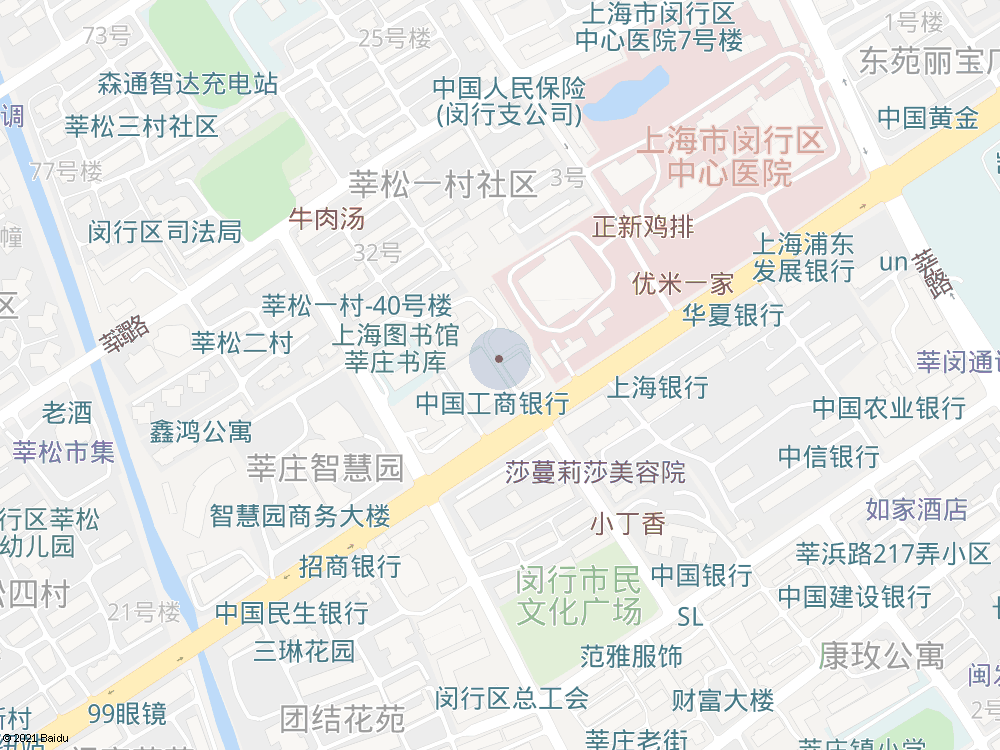 73号
25号楼
上海市闵行区
中心医院7号楼
1号楼
东苑丽宝广
森通智达充电站
中国人民保险
(闵行支公司)
中国黄金
调
莘松三村社区
上海市闵行区
中心医院
77号楼
莘松一村社区
3号
闵行区司法局
牛肉汤
正新鸡排
幢
32号
上海浦东
发展银行
un
莘
路
优米一家
区
莘松一村-40号楼
华夏银行
路
莘松二村
上海图书馆
莘庄书库
莘闵通讯
上海银行
老酒
中国工商银行
中国农业银行
鑫鸿公寓
莘松市集
莘庄智慧园
莎蔓莉莎美容院
中信银行
智慧园商务大楼
小丁香
如家酒店
行区莘松
幼儿园
莘浜路217弄小区
招商银行
闵行市民
文化广场
中国银行
松四村
21号楼
中国民生银行
中国建设银行
SL
三琳花园
范雅服饰
康玫公寓
闵行区总工会
财富大楼
闵发
2号
新村
99眼镜
团结花苑
莘庄老街
莘庄镇小学
© 2021 Baidu